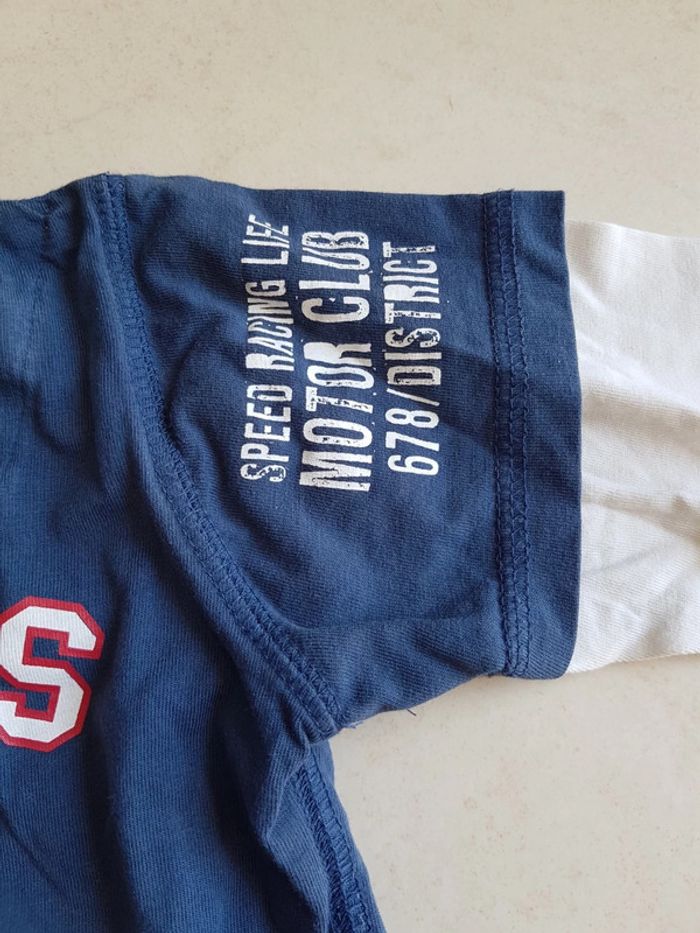 SPEED RACING LIFE
MOTOR CLUB
678/DISTRICT
S